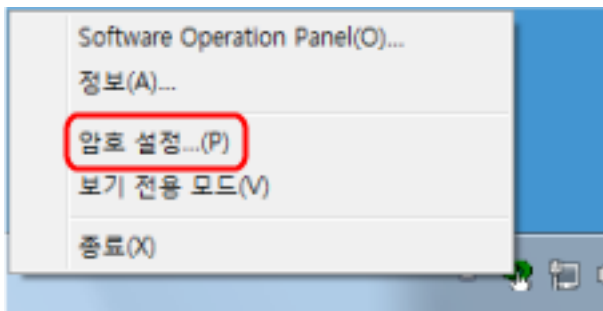 Software Operation Panel(O)...
정보(A)...
암호 설정...(P)
보기 전용 모드(V)
종료(X)